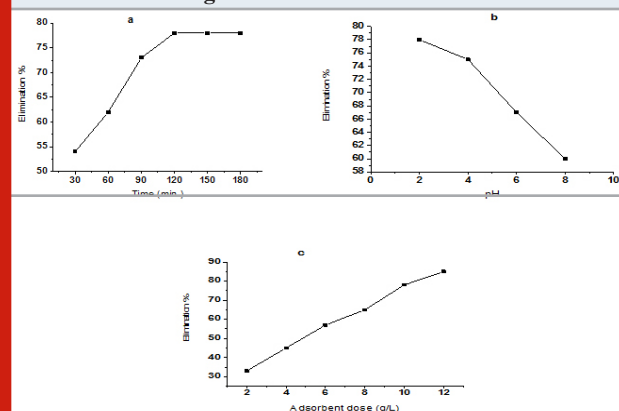 a
80
75
70
65
60
55
50
Elimination %
30 60 90 120 150 180
Time (min.)
b
80
78
76
74
72
70
68
66
64
62
60
58
Elimination %
0 2 4 6 8 10
pH
c
90
80
70
60
50
40
30
Elimination %
2 4 6 8 10 12
Adsorbent dose (g/L)